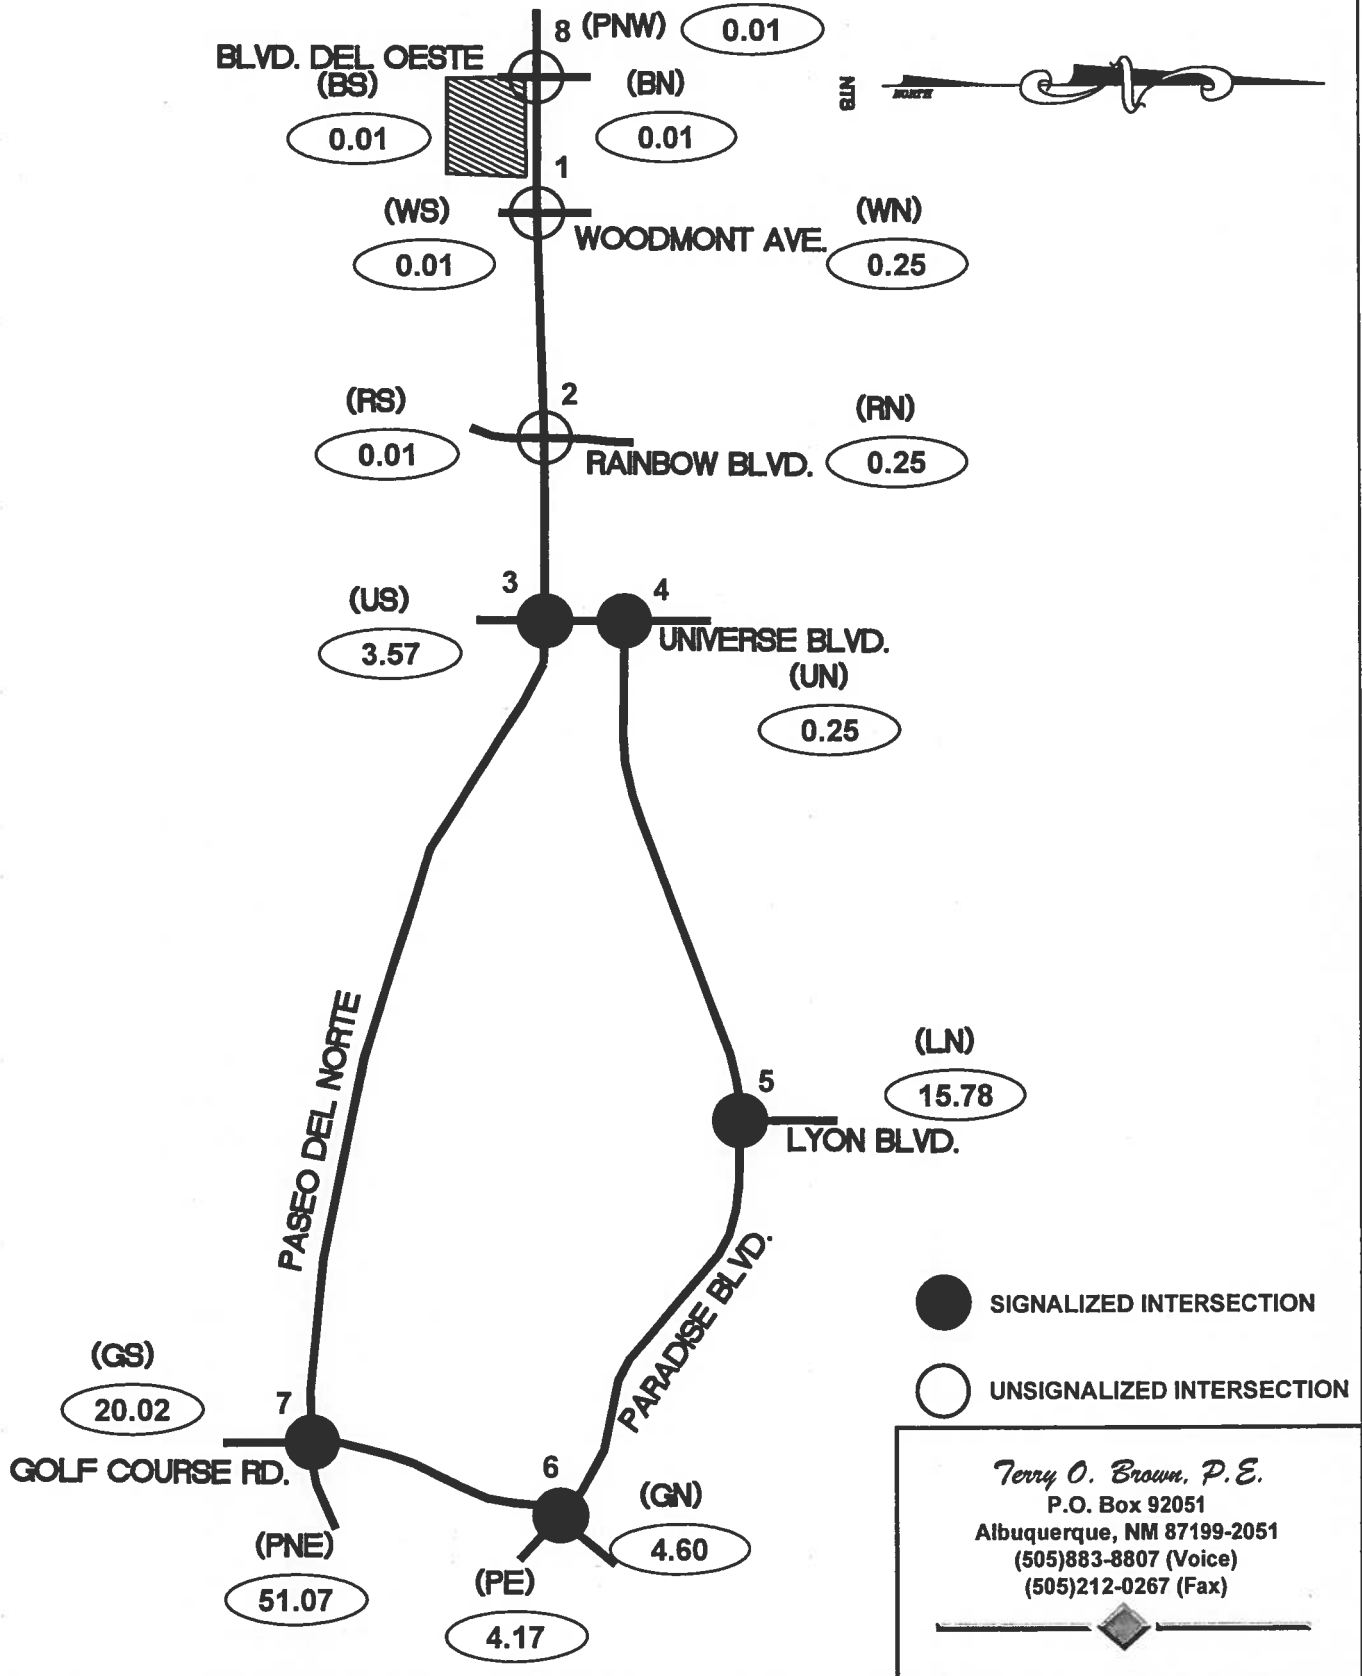 8 (PNW) 0.01
BLVD. DEL OESTE
(BS)
0.01
(BN)
0.01
NTS
NORTH
1
(WS)
0.01
WOODMONT AVE.
(WN)
0.25
2
(RS)
0.01
RAINBOW BLVD.
(RN)
0.25
3
4
(US)
3.57
UNIVERSE BLVD.
(UN)
0.25
PASEO DEL NORTE
(LN)
15.78
5
LYON BLVD.
PARADISE BLVD.
SIGNALIZED INTERSECTION
UNSIGNALIZED INTERSECTION
(GS)
20.02
7
GOLF COURSE RD.
(PNE)
51.07
6
(GN)
4.60
(PE)
4.17
Terry O. Brown, P.E.
P.O. Box 92051
Albuquerque, NM 87199-2051
(505)883-8807 (Voice)
(505)212-0267 (Fax)